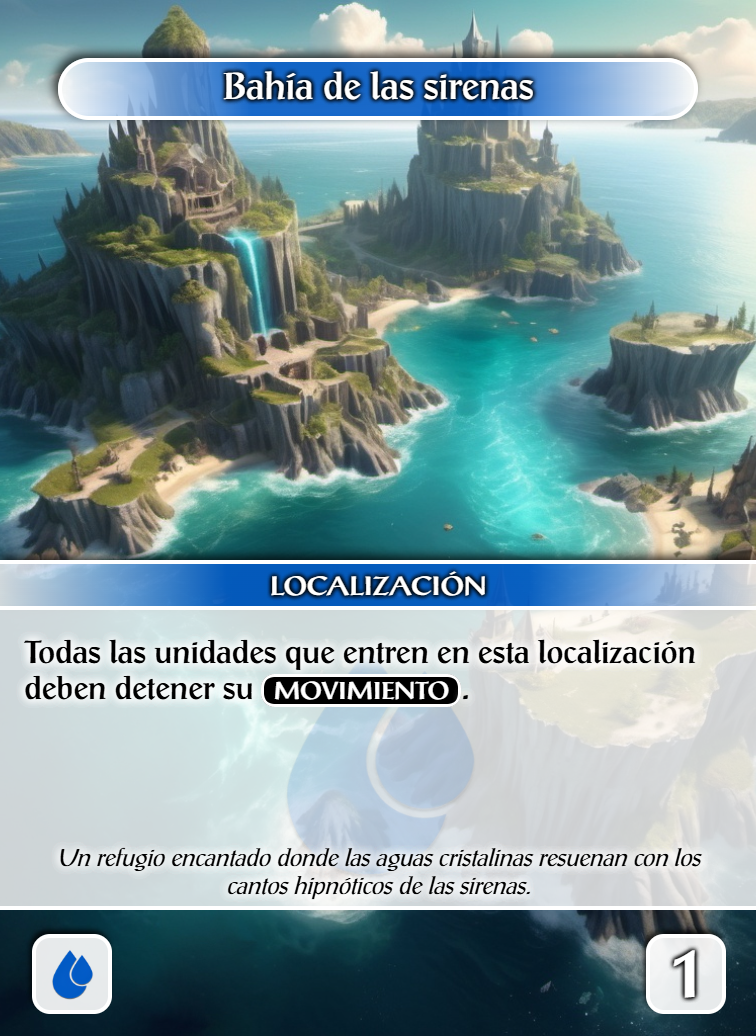 Bahía de las sirenas
LOCALIZACIÓN
Todas las unidades que entren en esta localización
deben detener su MOVIMIENTO.
Un refugio encantado donde las aguas cristalinas resuenan con los
cantos hipnóticos de las sirenas.
1